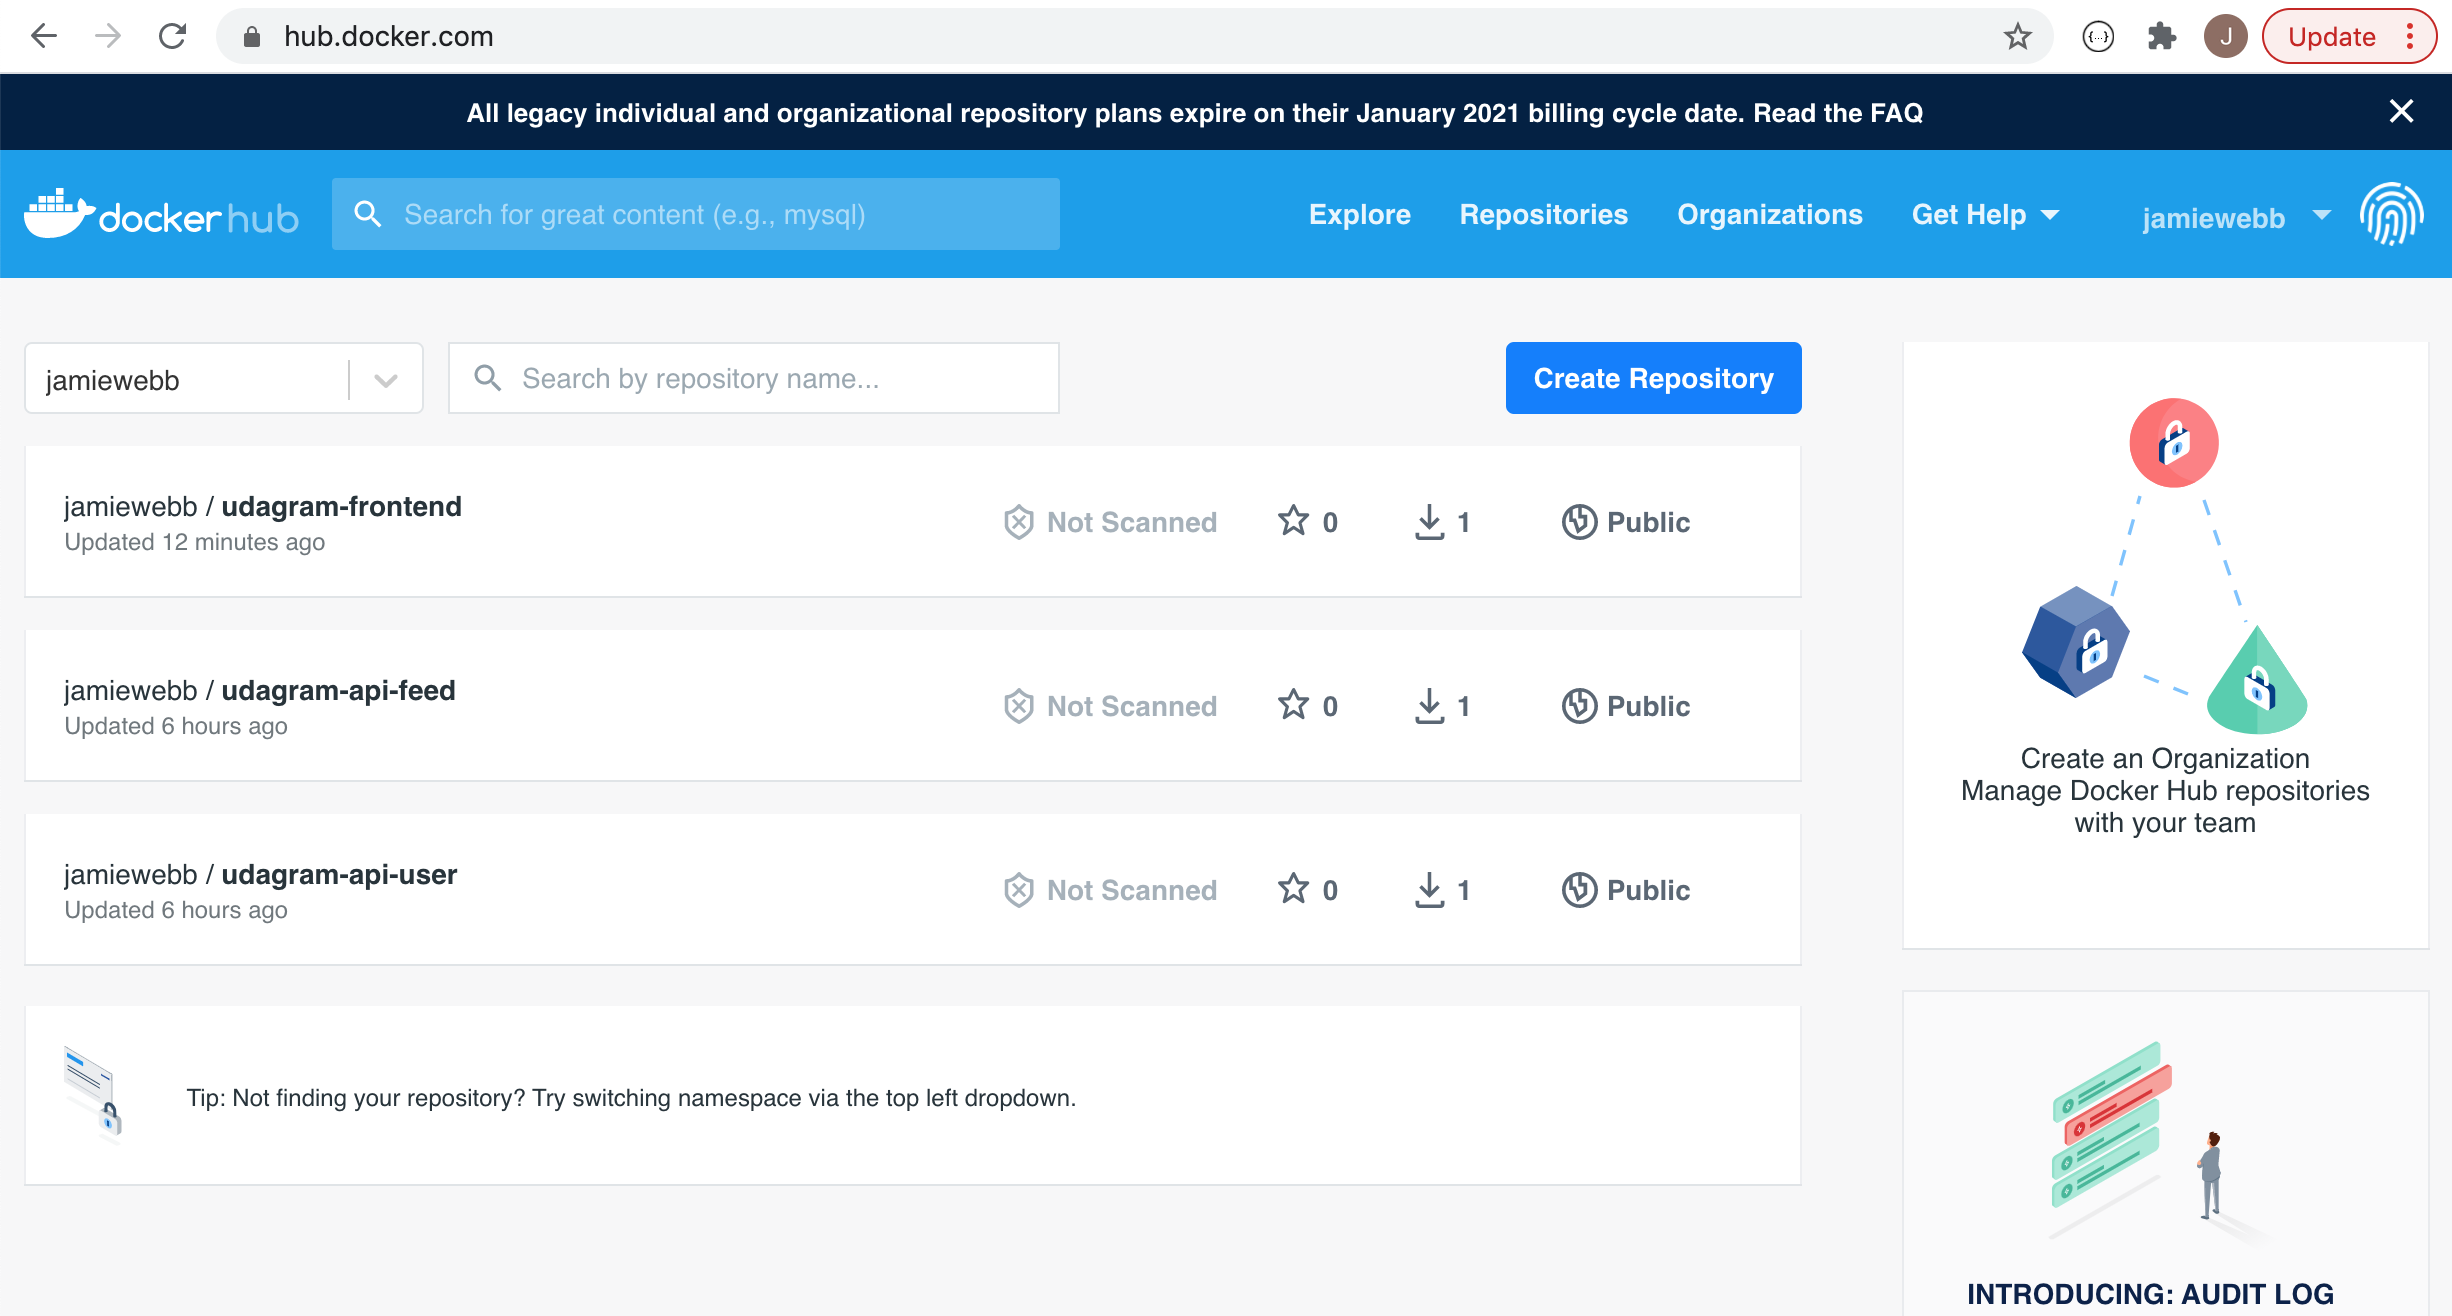 hub.docker.com
{...}
J
Update
All legacy individual and organizational repository plans expire on their January 2021 billing cycle date. Read the FAQ
dockerhub
Search for great content (e.g., mysql)
Explore
Repositories
Organizations
Get Help
jamiewebb
jamiewebb
Search by repository name...
Create Repository
jamiewebb / udagram-frontend
Updated 12 minutes ago
Not Scanned
0
1
Public
jamiewebb / udagram-api-feed
Updated 6 hours ago
Not Scanned
0
1
Public
jamiewebb / udagram-api-user
Updated 6 hours ago
Not Scanned
0
1
Public
Tip: Not finding your repository? Try switching namespace via the top left dropdown.
Create an Organization
Manage Docker Hub repositories
with your team
INTRODUCING: AUDIT LOG